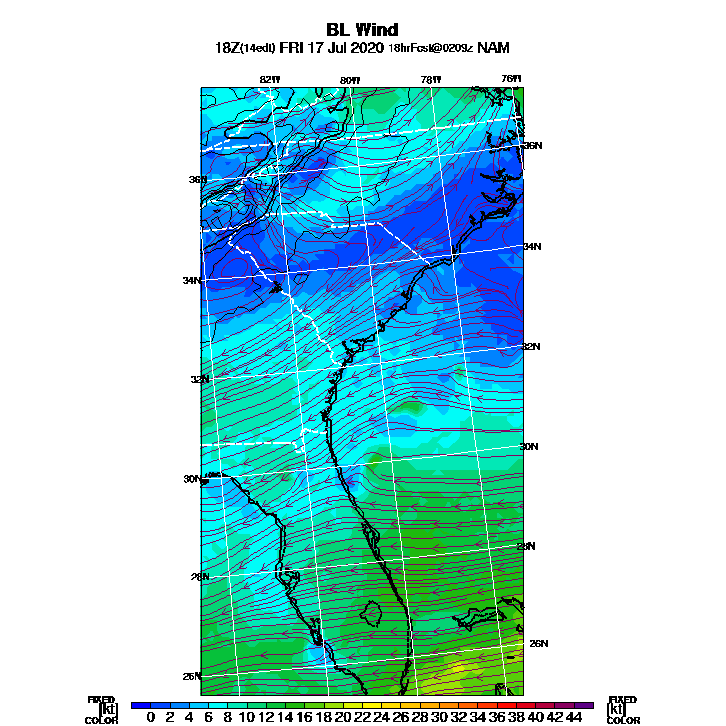 BL Wind
18Z(14edt) FRI 17 Jul 2020 18hrFcst@0209z NAM
82W 80W 78W 76W
36N
36N
34N
34N
32N
32N
30N
30N
28N
28N
26N
26N
FIXED
[kt]
COLOR
0 2 4 6 8 10 12 14 16 18 20 22 24 26 28 30 32 34 36 38 40 42 44
FIXED
[kt]
COLOR